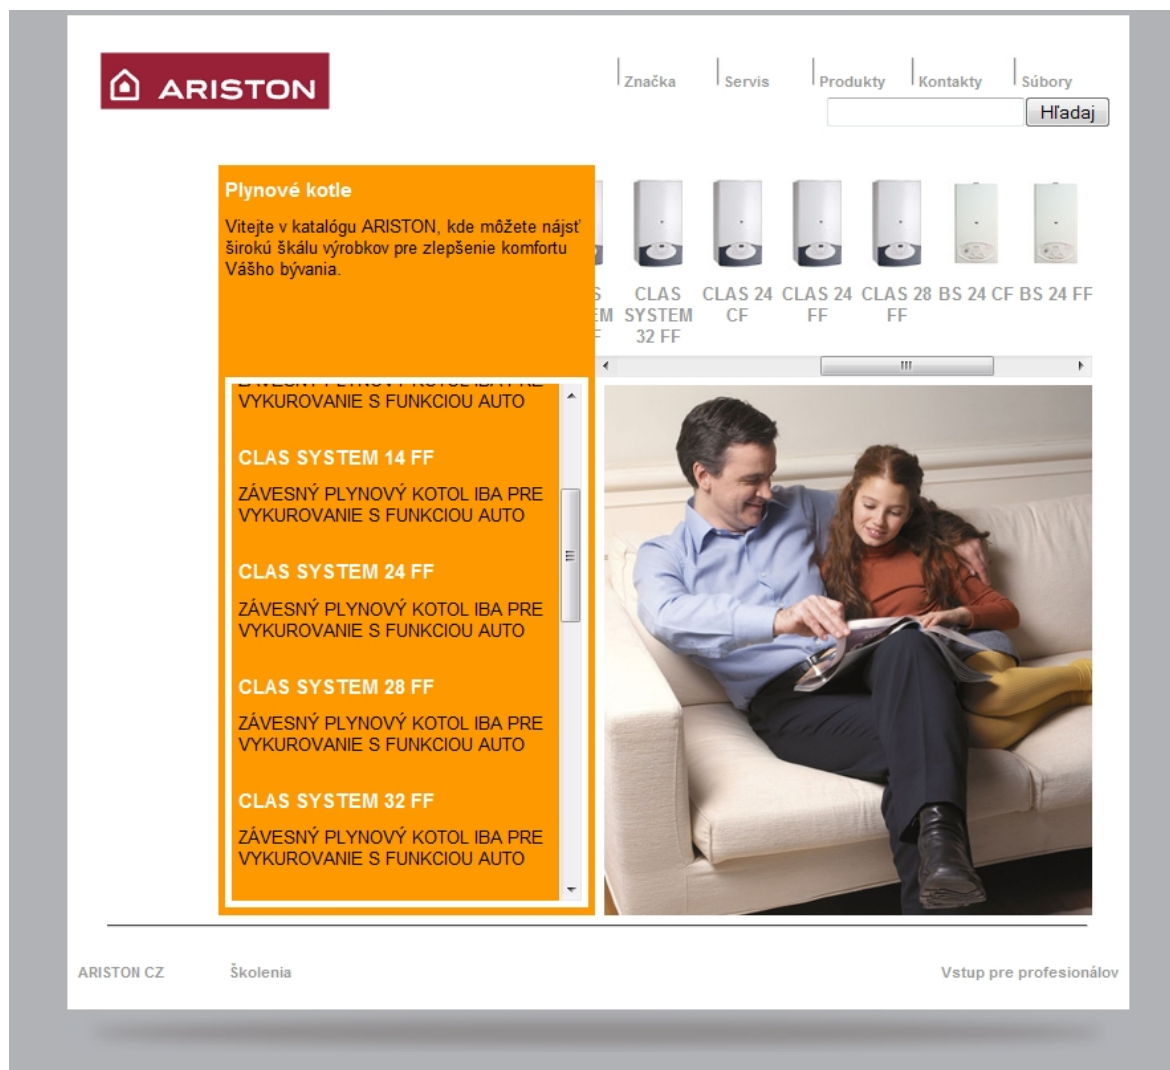 ARISTON
Značka
Servis
Produkty
Kontakty
Súbory
Hľadaj
Plynové kotle
Vitejte v katalógu ARISTON, kde môžete nájsť
širokú škálu výrobkov pre zlepšenie komfortu
Vášho bývania.
CLAS
SYSTEM
32 FF
CLAS 24
CF
CLAS 24
FF
CLAS 28
FF
BS 24 CF
BS 24 FF
VYKUROVANIE S FUNKCIOU AUTO
CLAS SYSTEM 14 FF
ZÁVESNÝ PLYNOVÝ KOTOL IBA PRE
VYKUROVANIE S FUNKCIOU AUTO
CLAS SYSTEM 24 FF
ZÁVESNÝ PLYNOVÝ KOTOL IBA PRE
VYKUROVANIE S FUNKCIOU AUTO
CLAS SYSTEM 28 FF
ZÁVESNÝ PLYNOVÝ KOTOL IBA PRE
VYKUROVANIE S FUNKCIOU AUTO
CLAS SYSTEM 32 FF
ZÁVESNÝ PLYNOVÝ KOTOL IBA PRE
VYKUROVANIE S FUNKCIOU AUTO
ARISTON CZ
Školenia
Vstup pre profesionálov